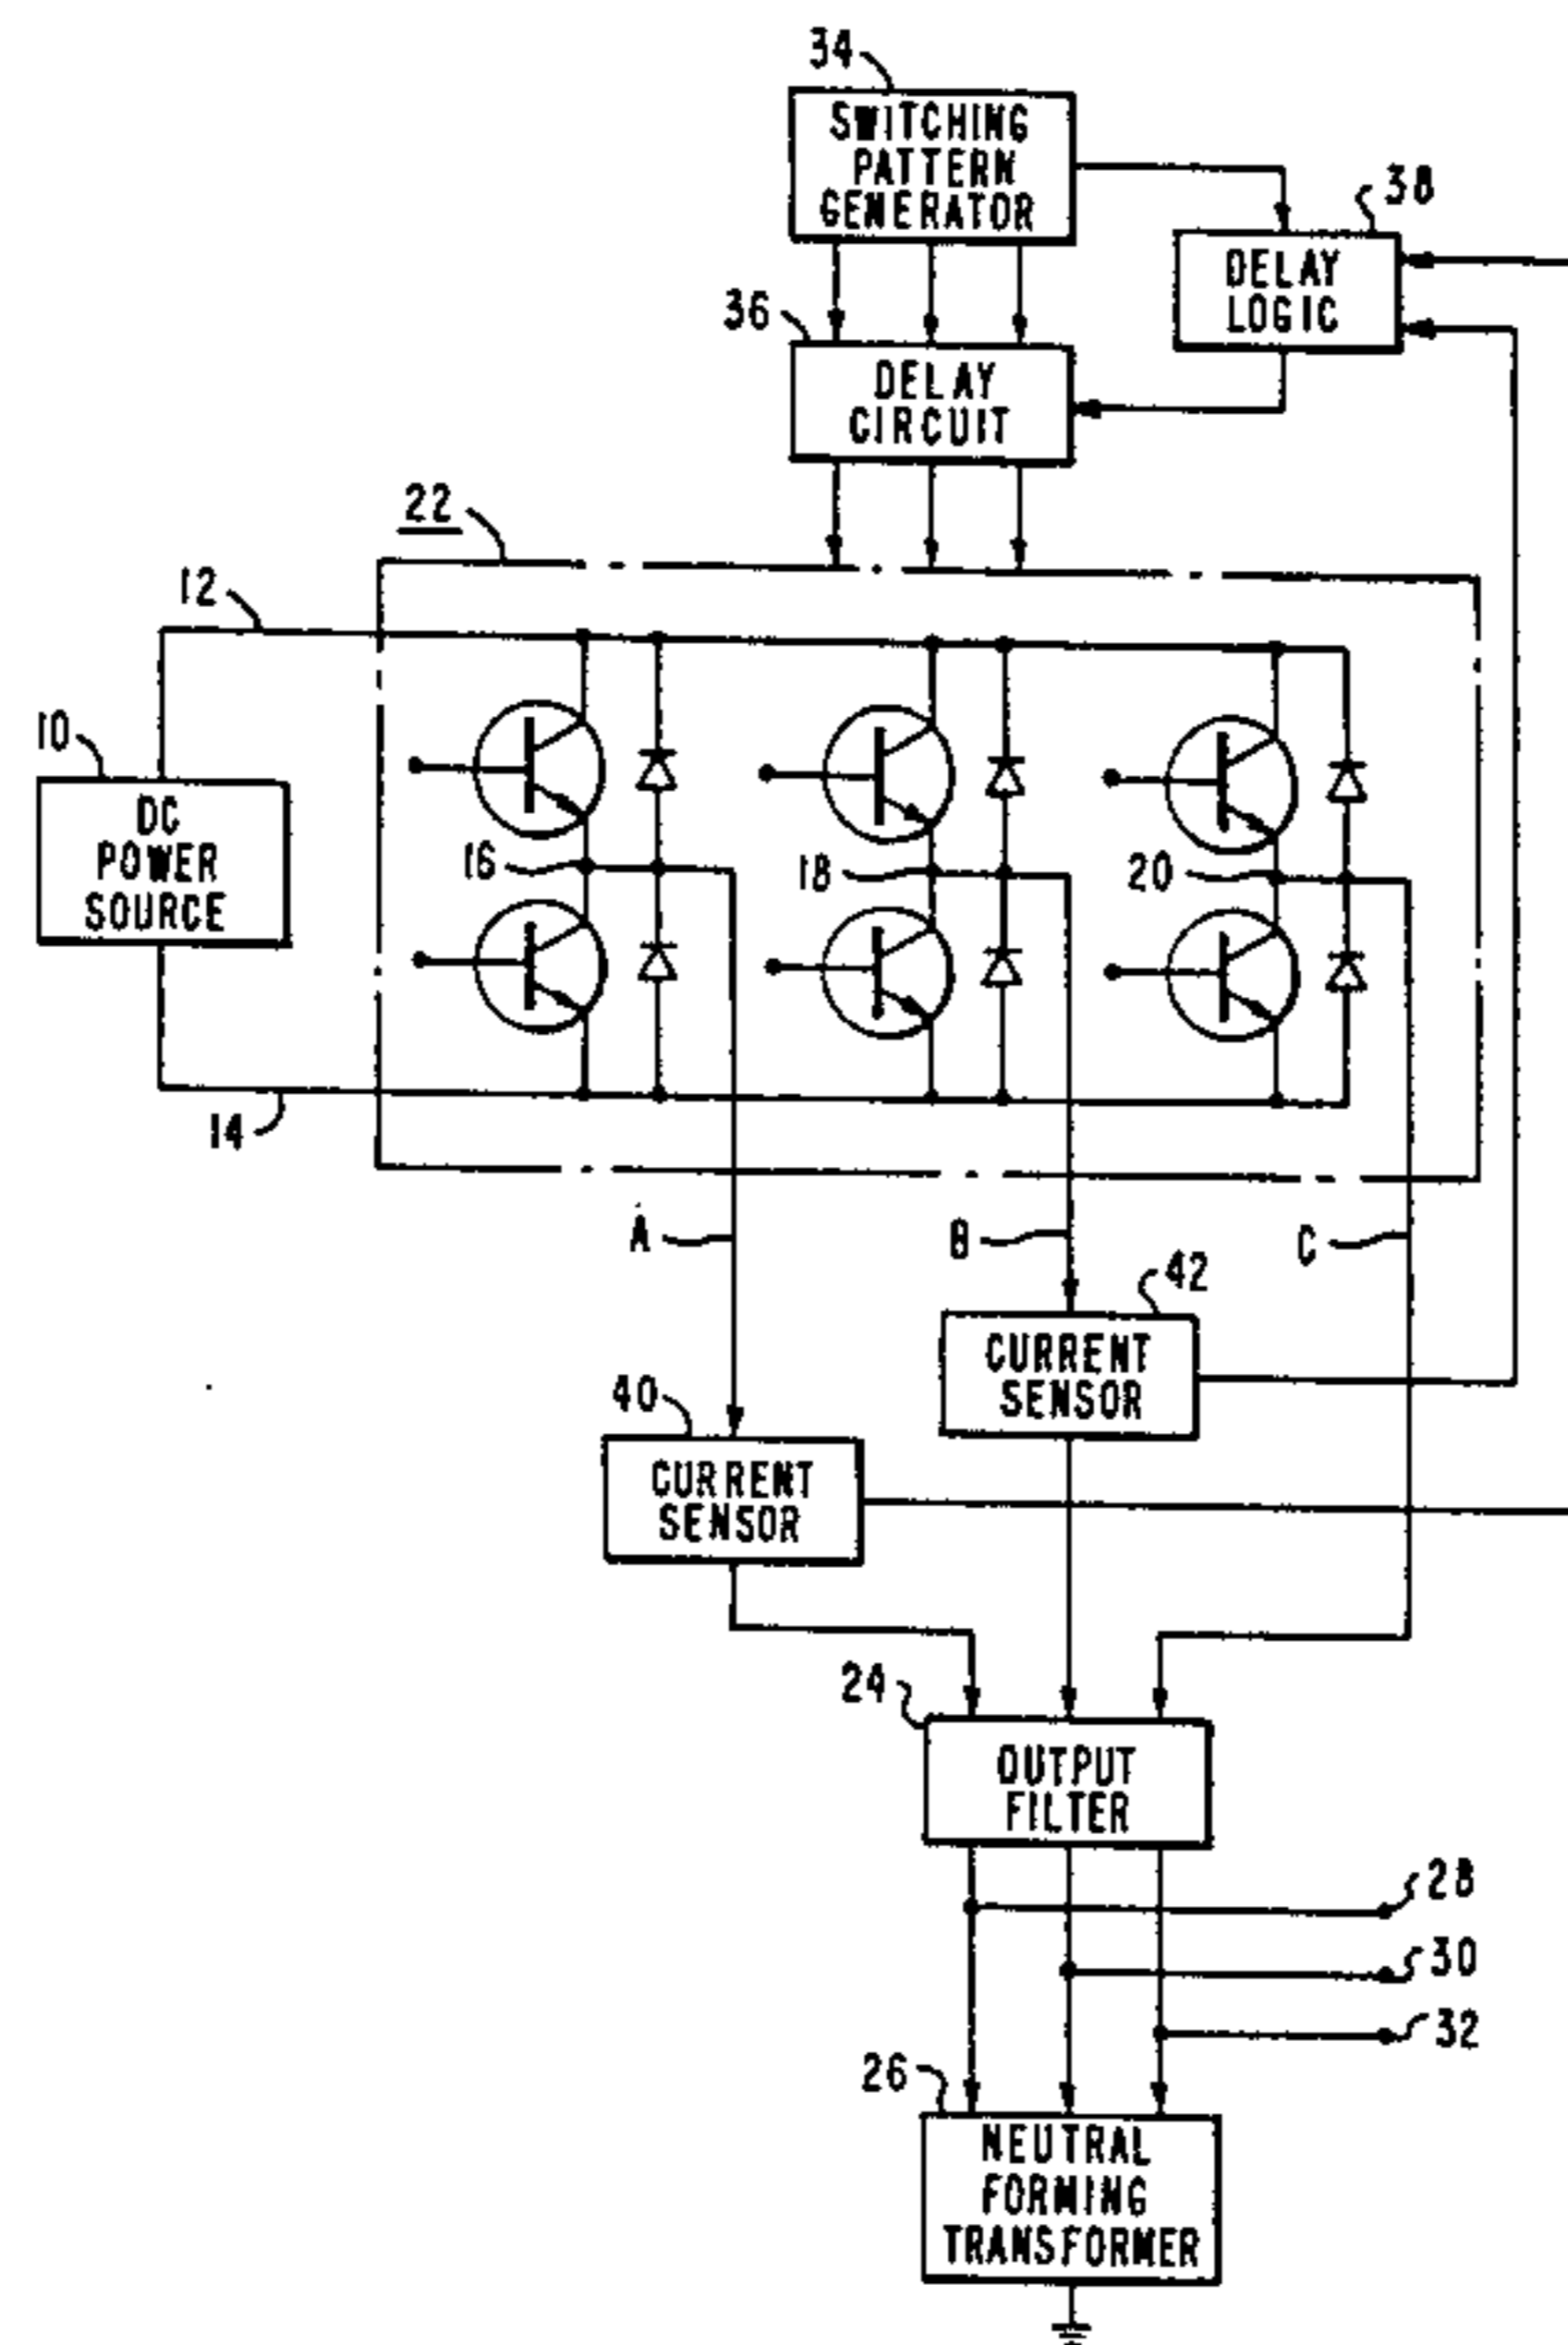 34
SWITCHING
PATTERN
GENERATOR
38
DELAY
LOGIC
36
DELAY
CIRCUIT
22
12
10
DC
POWER
SOURCE
16
18
20
14
A
B
C
42
CURRENT
SENSOR
40
CURRENT
SENSOR
24
OUTPUT
FILTER
28
30
32
26
NEUTRAL
FORMING
TRANSFORMER